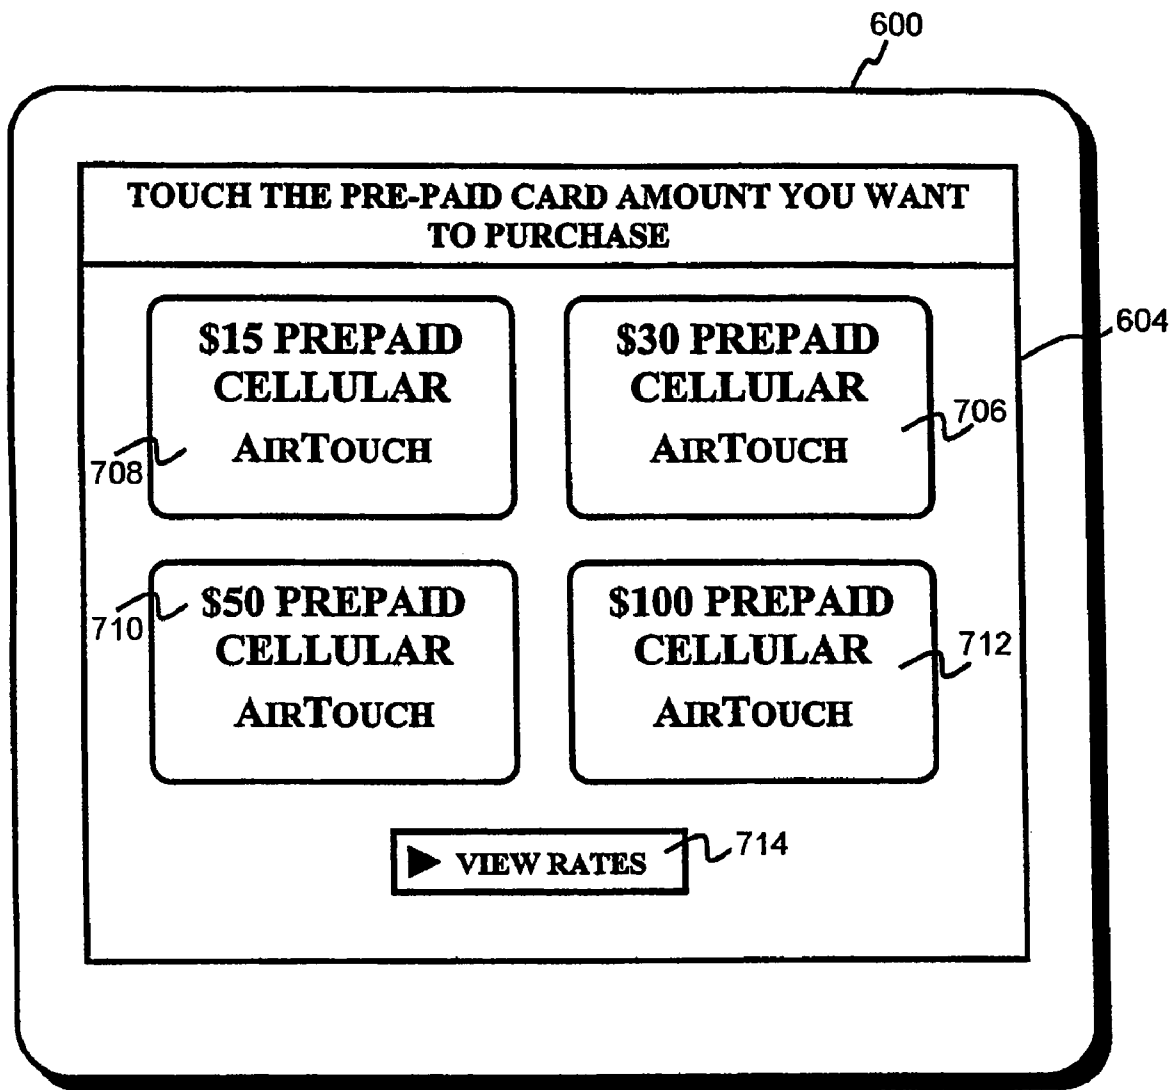 600
TOUCH THE PRE-PAID CARD AMOUNT YOU WANT
TO PURCHASE
604
$15 PREPAID
CELLULAR
AIRTOUCH
708
$30 PREPAID
CELLULAR
AIRTOUCH
706
$50 PREPAID
CELLULAR
AIRTOUCH
710
$100 PREPAID
CELLULAR
AIRTOUCH
712
VIEW RATES
714